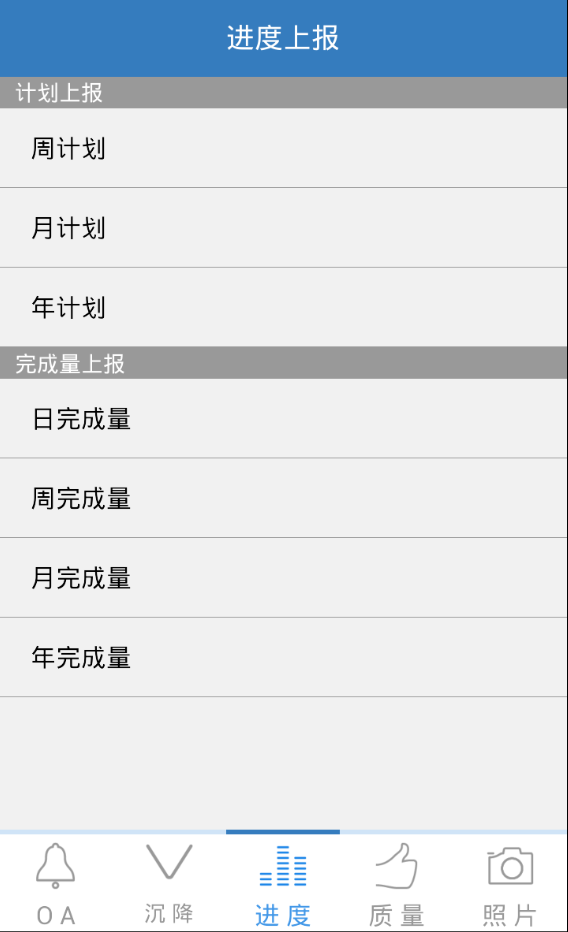 进度上报
计划上报
周计划
月计划
年计划
完成量上报
日完成量
周完成量
月完成量
年完成量
OA 沉降 进度 质量 照片